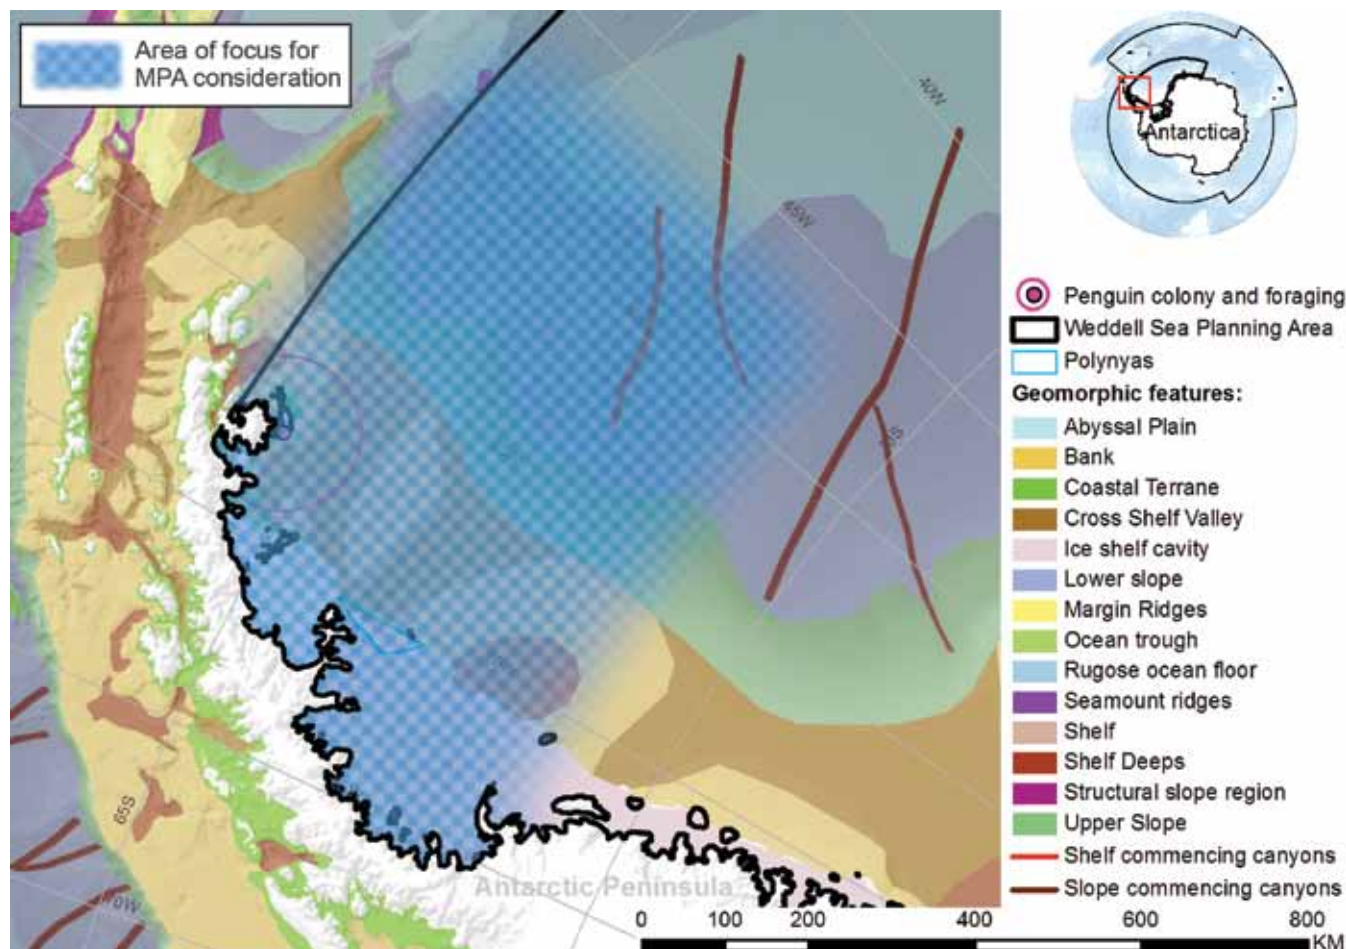 Area of focus for
MPA consideration
40W
45W
65S
70W
Antarctic Peninsula
Antarctica
Penguin colony and foraging
Weddell Sea Planning Area
Polynyas
Geomorphic features:
Abyssal Plain
Bank
Coastal Terrane
Cross Shelf Valley
Ice shelf cavity
Lower slope
Margin Ridges
Ocean trough
Rugose ocean floor
Seamount ridges
Shelf
Shelf Deeps
Structural slope region
Upper Slope
Shelf commencing canyons
Slope commencing canyons
0 100 200 400 600 800
KM